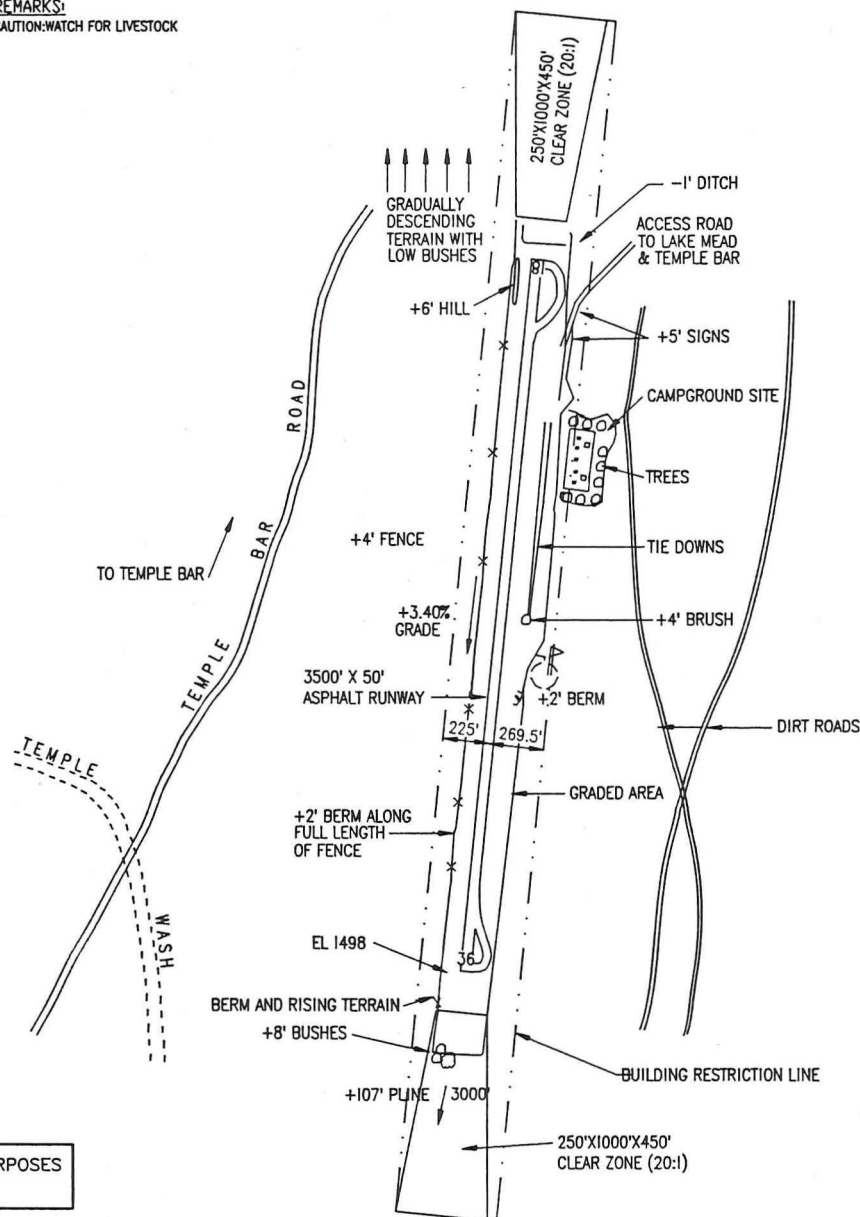 REMARKS:
CAUTION:WATCH FOR LIVESTOCK
250'X1000'X450'
CLEAR ZONE (20:1)
-1' DITCH
GRADUALLY
DESCENDING
TERRAIN WITH
LOW BUSHES
ACCESS ROAD
TO LAKE MEAD
& TEMPLE BAR
+6' HILL
+5' SIGNS
CAMPGROUND SITE
TREES
TEMPLE BAR ROAD
+4' FENCE
TIE DOWNS
TO TEMPLE BAR
+3.40%
GRADE
+4' BRUSH
3500' X 50'
ASPHALT RUNWAY
+2' BERM
225'
269.5'
DIRT ROADS
TEMPLE WASH
GRADED AREA
+2' BERM ALONG
FULL LENGTH
OF FENCE
EL 1498
36
BERM AND RISING TERRAIN
+8' BUSHES
BUILDING RESTRICTION LINE
+107' PLINE 3000'
250'X1000'X450'
CLEAR ZONE (20:1)
RPOSES